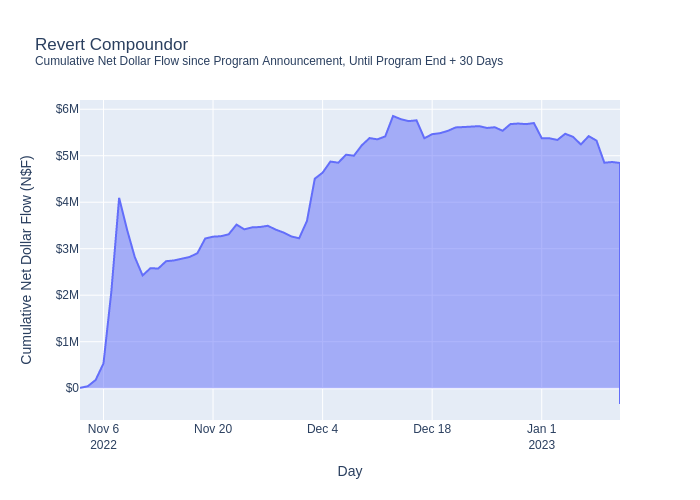 Revert Compoundor
Cumulative Net Dollar Flow since Program Announcement, Until Program End + 30 Days
Cumulative Net Dollar Flow (N$F)
$6M
$5M
$4M
$3M
$2M
$1M
$0
Nov 6
2022
Nov 20
Dec 4
Dec 18
Jan 1
2023
Day